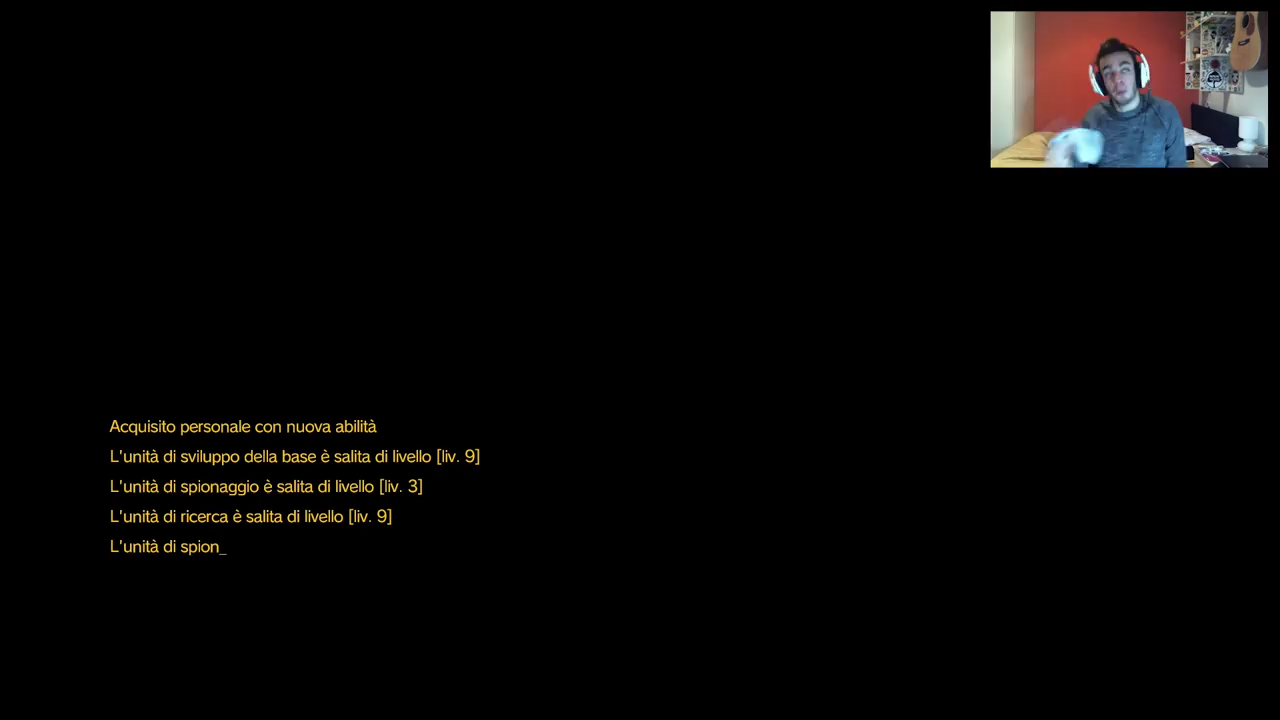 Acquisito personale con nuova abilità
L'unità di sviluppo della base è salita di livello [liv. 9]
L'unità di spionaggio è salita di livello [liv. 3]
L'unità di ricerca è salita di livello [liv. 9]
L'unità di spion_